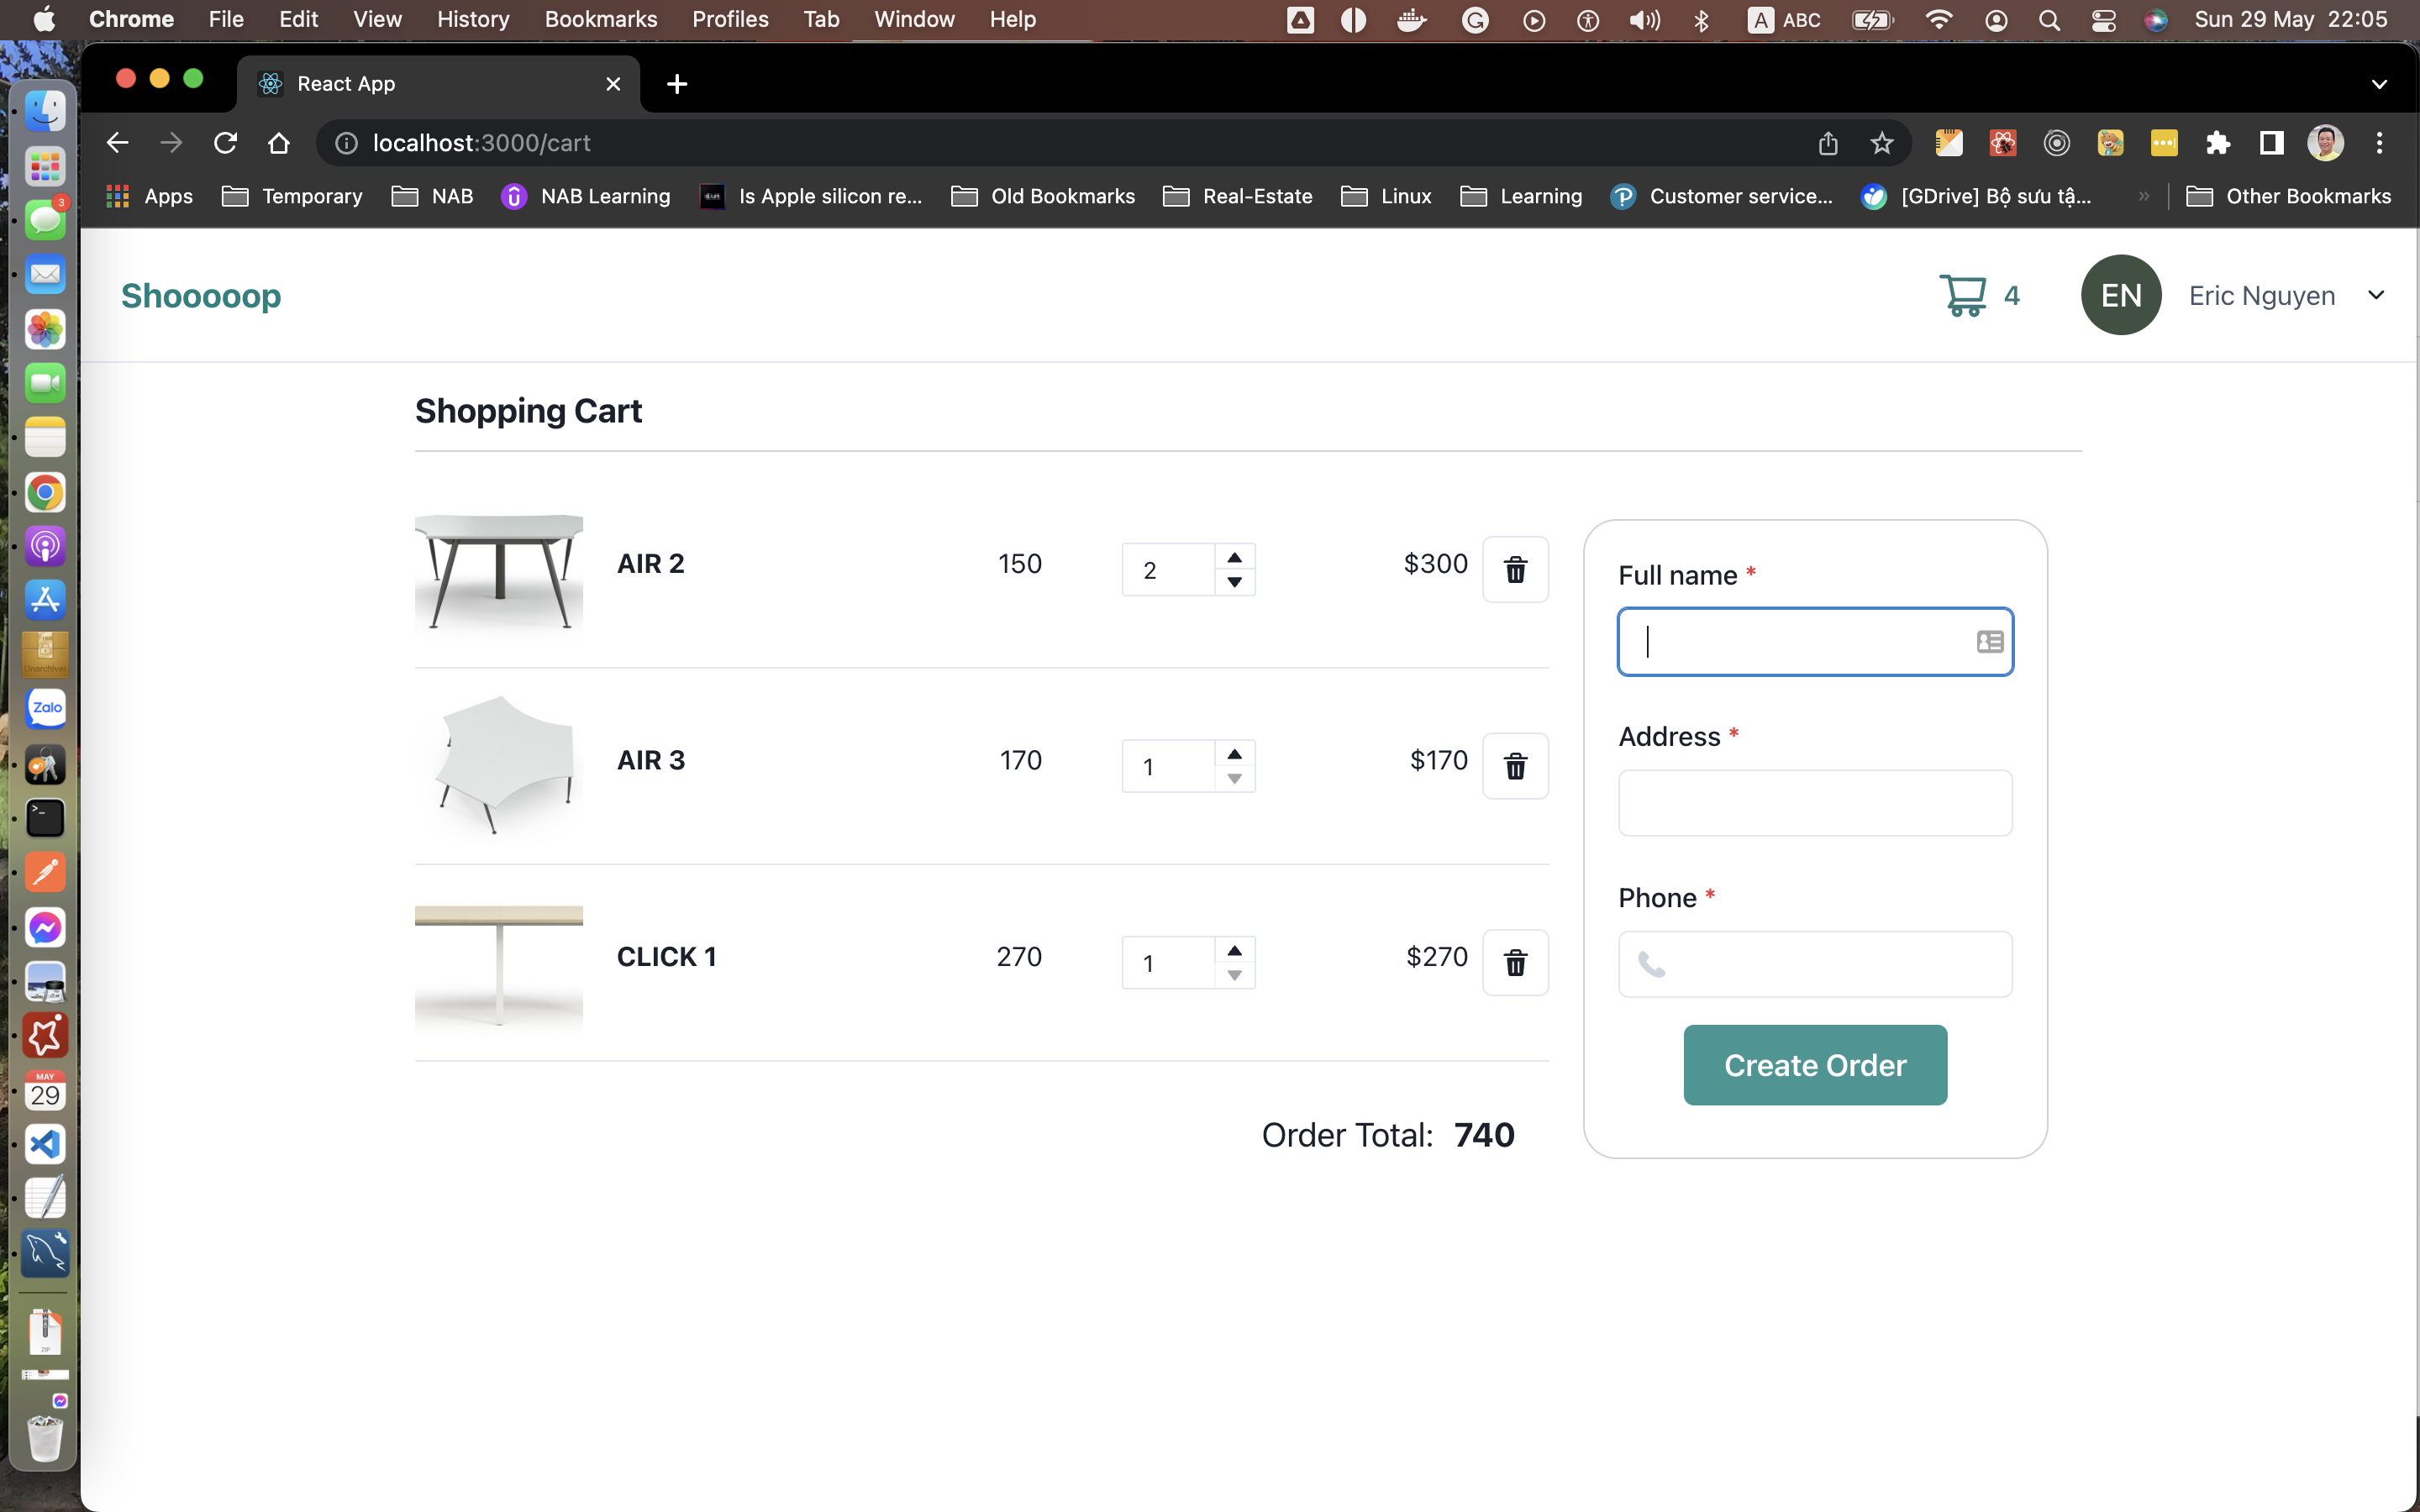 Chrome File Edit View History Bookmarks Profiles Tab Window Help A ABC Sun 29 May 22:05
React App
localhost:3000/cart
Apps Temporary NAB NAB Learning Is Apple silicon re... Old Bookmarks Real-Estate Linux Learning Customer service... [GDrive] Bộ sưu tậ... » Other Bookmarks
3
Zalo
MAY
29
ZIP
Shooooop 4 EN Eric Nguyen
Shopping Cart
AIR 2 150 2 $300
AIR 3 170 1 $170
CLICK 1 270 1 $270
Order Total: 740
Full name *
Address *
Phone *
Create Order